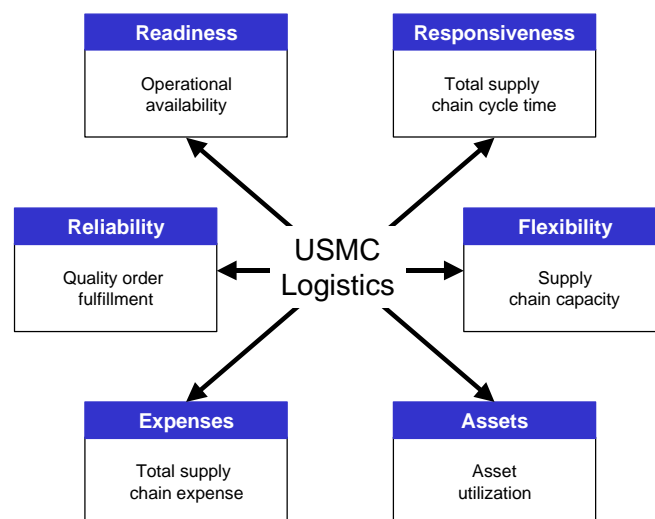 Readiness
Operational
availability
Responsiveness
Total supply
chain cycle time
Reliability
Quality order
fulfillment
USMC
Logistics
Flexibility
Supply
chain capacity
Expenses
Total supply
chain expense
Assets
Asset
utilization